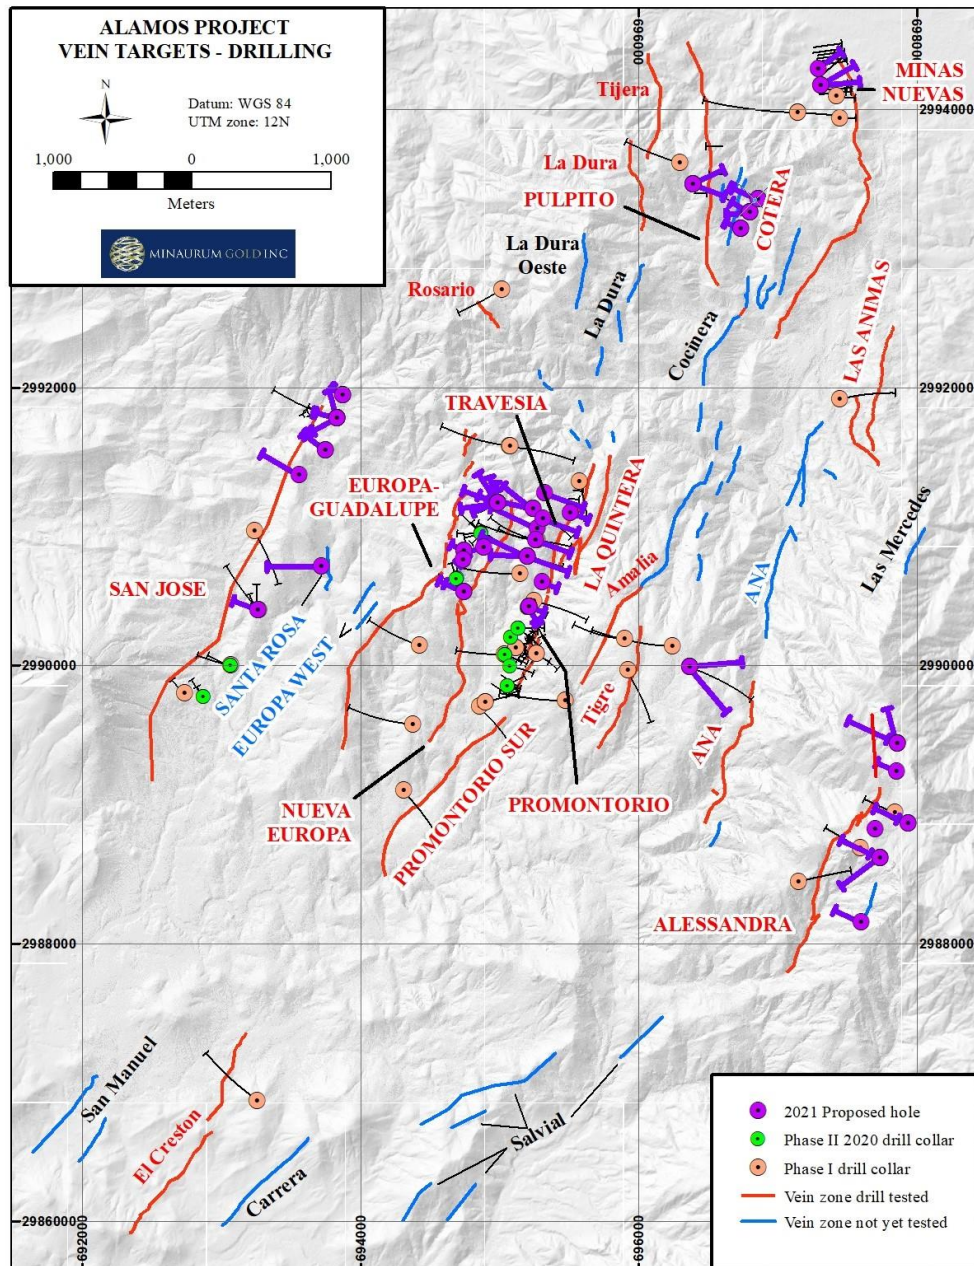 ALAMOS PROJECT
VEIN TARGETS - DRILLING
N
Datum: WGS 84
UTM zone: 12N
1,000
0
1,000
Meters
MINAURUM GOLD INC
696000
698000
MINAS
NUEVAS
Tijera
2994000
2994000
La Dura
PULPITO
COTERA
La Dura
Oeste
La Dura
Rosario
Cocinera
LAS ANIMAS
2992000
2992000
TRAVESIA
EUROPA-
GUADALUPE
LA QUINTERA
Las Mercedes
Amalia
ANA
SAN JOSE
SANTA ROSA
EUROPA WEST
2990000
2990000
Tigre
ANA
PROMONTORIO SUR
NUEVA
EUROPA
PROMONTORIO
ALESSANDRA
2988000
2988000
San Manuel
El Creston
Carrera
Salvial
2021 Proposed hole
Phase II 2020 drill collar
Phase I drill collar
Vein zone drill tested
Vein zone not yet tested
2986000
692000
694000
696000